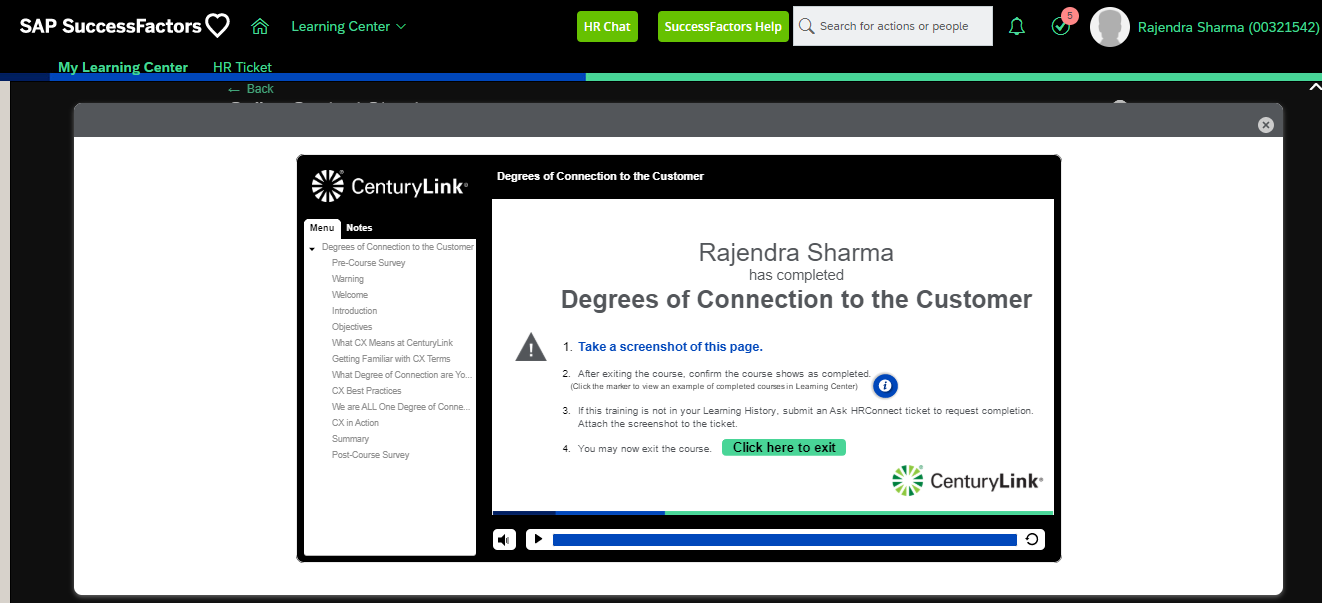 SAP SuccessFactors
Learning Center
HR Chat
SuccessFactors Help
Search for actions or people
5
Rajendra Sharma (00321542)
My Learning Center
HR Ticket
← Back
CenturyLink®
Degrees of Connection to the Customer
Menu
Notes
Degrees of Connection to the Customer
Pre-Course Survey
Warning
Welcome
Introduction
Objectives
What CX Means at CenturyLink
Getting Familiar with CX Terms
What Degree of Connection are Yo...
CX Best Practices
We are ALL One Degree of Conne...
CX in Action
Summary
Post-Course Survey
Rajendra Sharma
has completed
Degrees of Connection to the Customer
1. Take a screenshot of this page.
2. After exiting the course, confirm the course shows as completed.
(Click the marker to view an example of completed courses in Learning Center)
3. If this training is not in your Learning History, submit an Ask HRConnect ticket to request completion.
Attach the screenshot to the ticket.
4. You may now exit the course.
Click here to exit
CenturyLink®